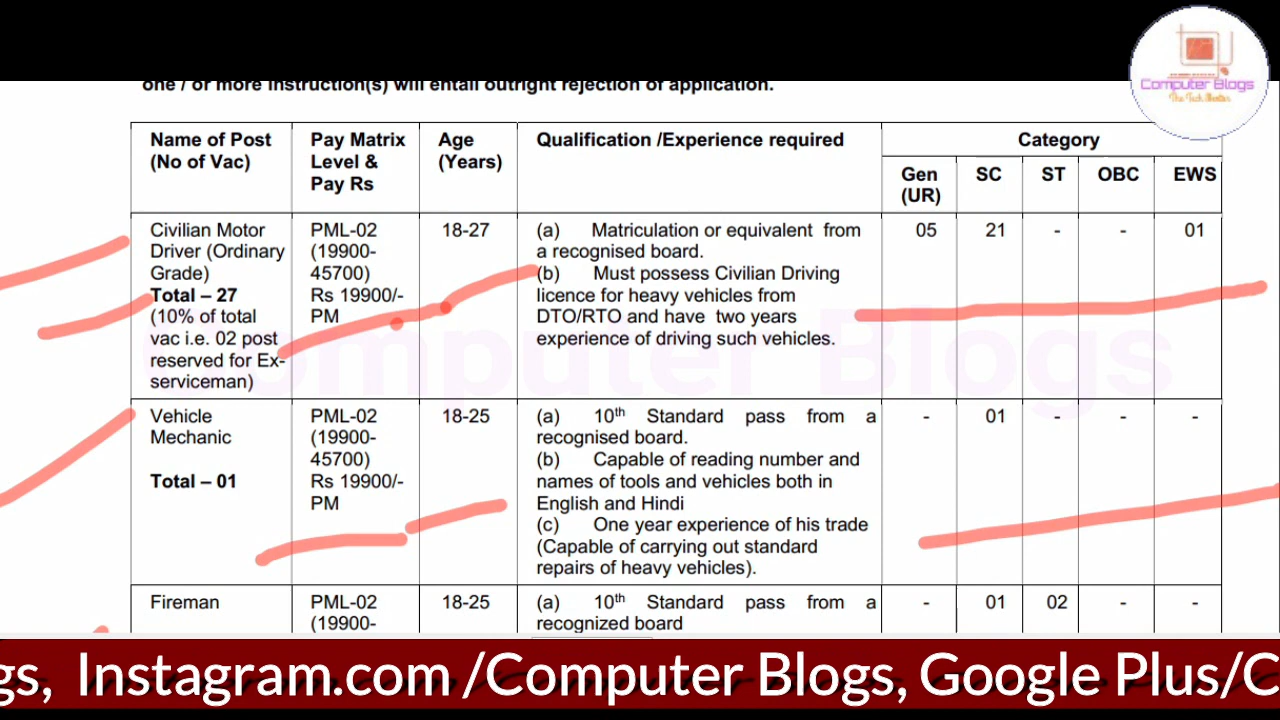 Computer Blogs
The Tech Shortes
one / or more instruction(s) will entail outright rejection of application.
Name of Post
(No of Vac)
Pay Matrix
Level &
Pay Rs
Age
(Years)
Qualification /Experience required
Category
Gen
(UR)
SC
ST
OBC
EWS
Civilian Motor
Driver (Ordinary
Grade)
Total – 27
(10% of total
vac i.e. 02 post
reserved for Ex-
serviceman)
PML-02
(19900-
45700)
Rs 19900/-
PM
18-27
(a) Matriculation or equivalent from
a recognised board.
(b) Must possess Civilian Driving
licence for heavy vehicles from
DTO/RTO and have two years
experience of driving such vehicles.
05
21
-
-
01
Vehicle
Mechanic
Total – 01
PML-02
(19900-
45700)
Rs 19900/-
PM
18-25
(a) 10th Standard pass from a
recognised board.
(b) Capable of reading number and
names of tools and vehicles both in
English and Hindi
(c) One year experience of his trade
(Capable of carrying out standard
repairs of heavy vehicles).
-
01
-
-
-
Fireman
PML-02
(19900-
18-25
(a) 10th Standard pass from a
recognized board
-
01
02
-
-
Computer Blogs
gs, Instagram.com /Computer Blogs, Google Plus/C